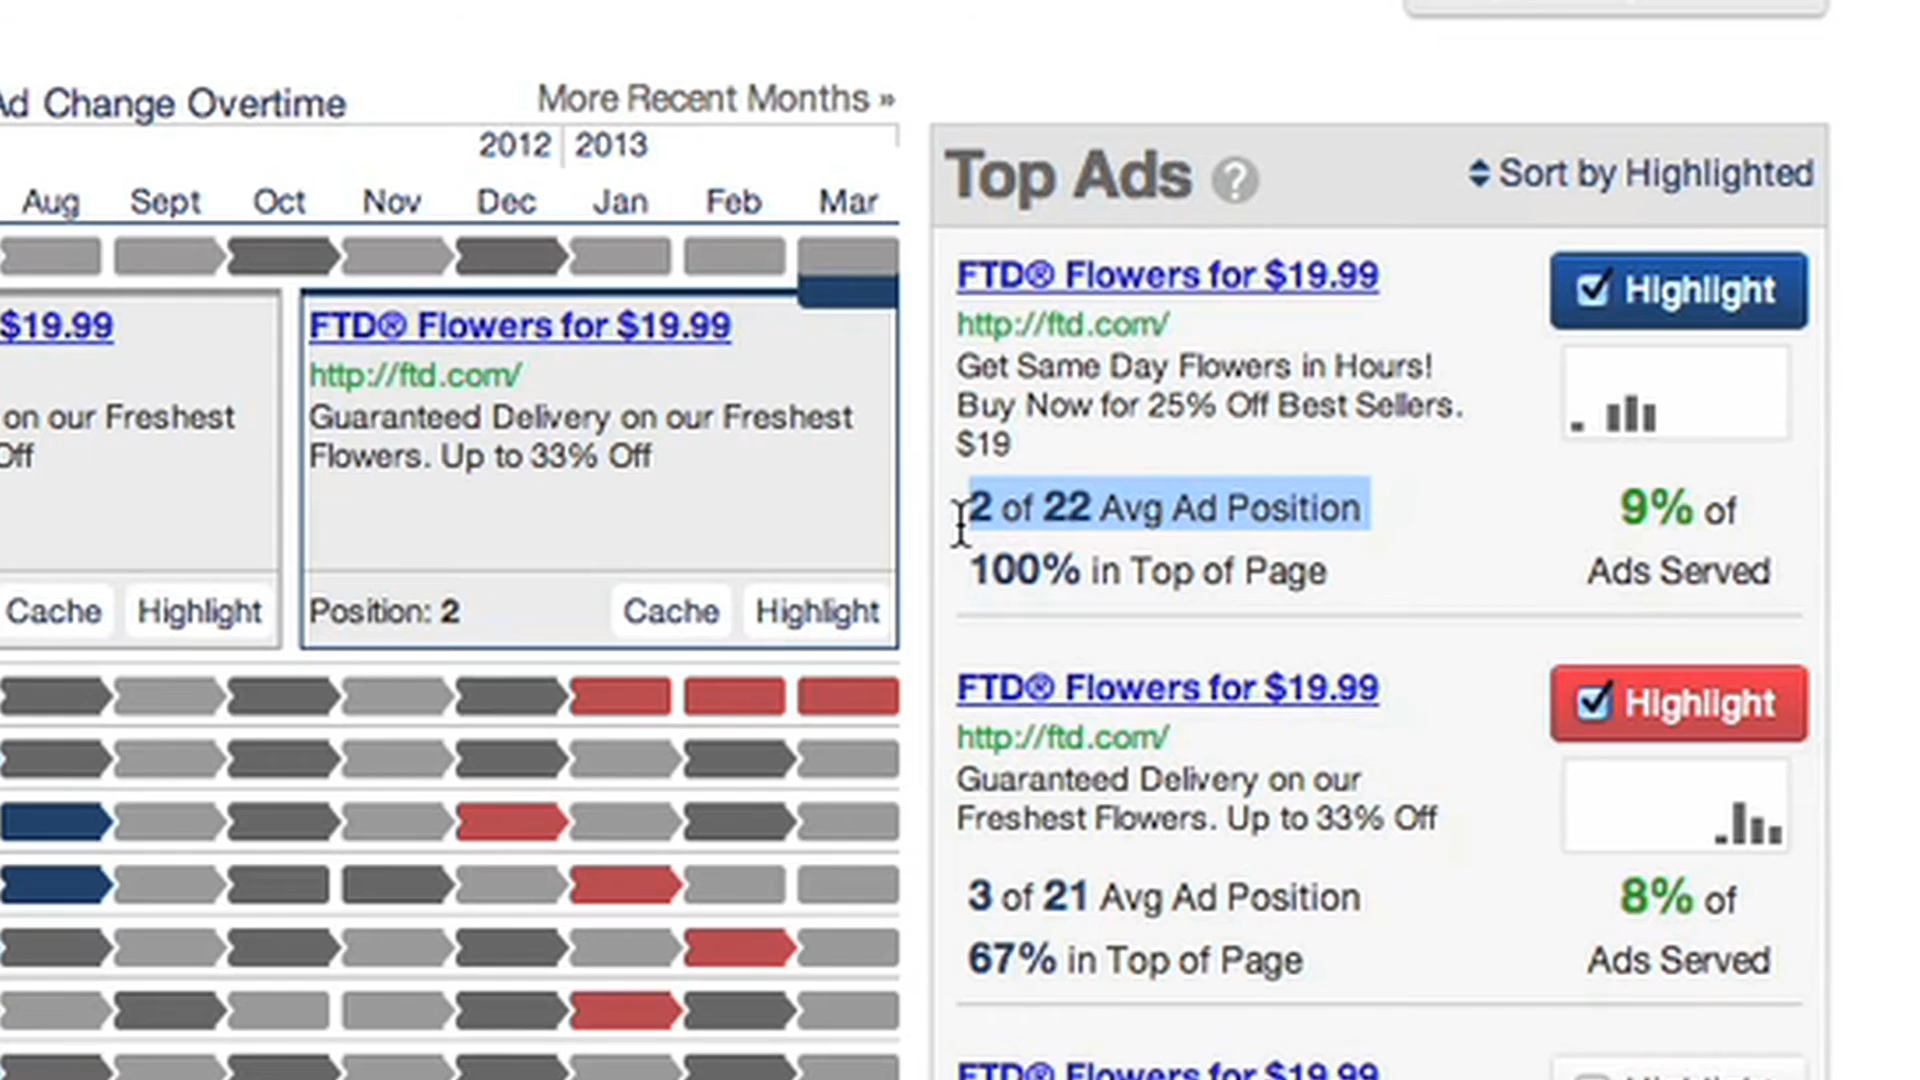 Ad Change Overtime
More Recent Months »
2012 2013
Aug Sept Oct Nov Dec Jan Feb Mar
$19.99
on our Freshest
Off
Cache Highlight
FTD® Flowers for $19.99
http://ftd.com/
Guaranteed Delivery on our Freshest
Flowers. Up to 33% Off
Position: 2 Cache Highlight
Top Ads ? Sort by Highlighted
FTD® Flowers for $19.99
Highlight
http://ftd.com/
Get Same Day Flowers in Hours!
Buy Now for 25% Off Best Sellers.
$19
2 of 22 Avg Ad Position
100% in Top of Page
9% of
Ads Served
FTD® Flowers for $19.99
Highlight
http://ftd.com/
Guaranteed Delivery on our
Freshest Flowers. Up to 33% Off
3 of 21 Avg Ad Position
67% in Top of Page
8% of
Ads Served
FTD® Flowers for $19.99
Highlight